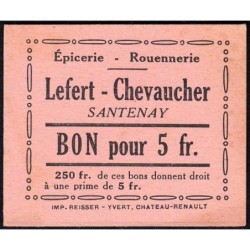 Épicerie - Rouennerie
Lefert - Chevaucher
SANTENAY
BON pour 5 fr.
250 fr. de ces bons donnent droit
à une prime de 5 fr.
IMP. REISSER - YVERT, CHATEAU-RENAULT